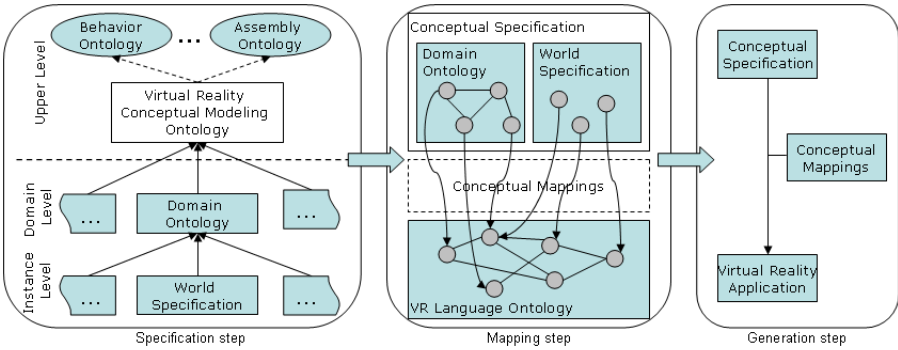 Upper Level
Behavior
Ontology
...
Assembly
Ontology
Virtual Reality
Conceptual Modeling
Ontology
Domain
Level
...
Domain
Ontology
...
Instance
Level
...
World
Specification
...
Specification step
Conceptual Specification
Domain
Ontology
World
Specification
Conceptual Mappings
VR Language Ontology
Mapping step
Conceptual
Specification
Conceptual
Mappings
Virtual Reality
Application
Generation step